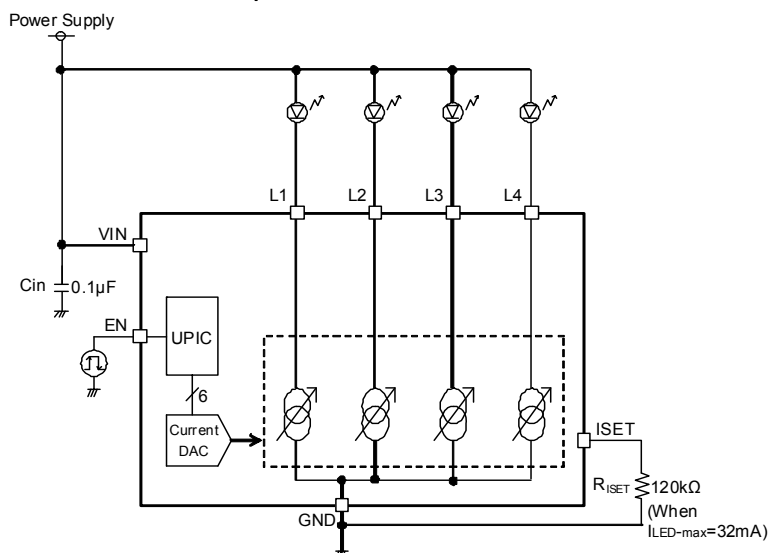 Power Supply
L1
L2
L3
L4
VIN
Cin
0.1µF
EN
UPIC
6
Current
DAC
ISET
RISET
120kΩ
(When
ILED-max=32mA)
GND